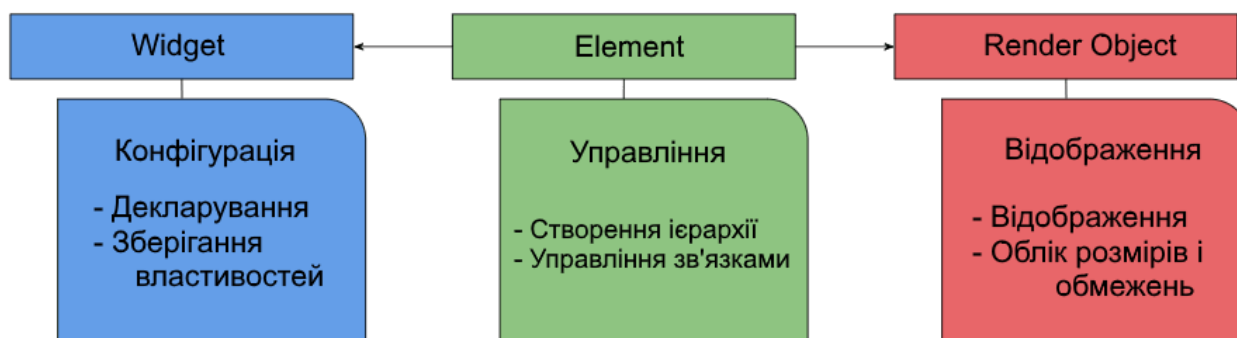 Widget
Element
Render Object
Конфігурація
- Декларування
- Зберігання
властивостей
Управління
- Створення ієрархії
- Управління зв'язками
Відображення
- Відображення
- Облік розмірів і
обмежень